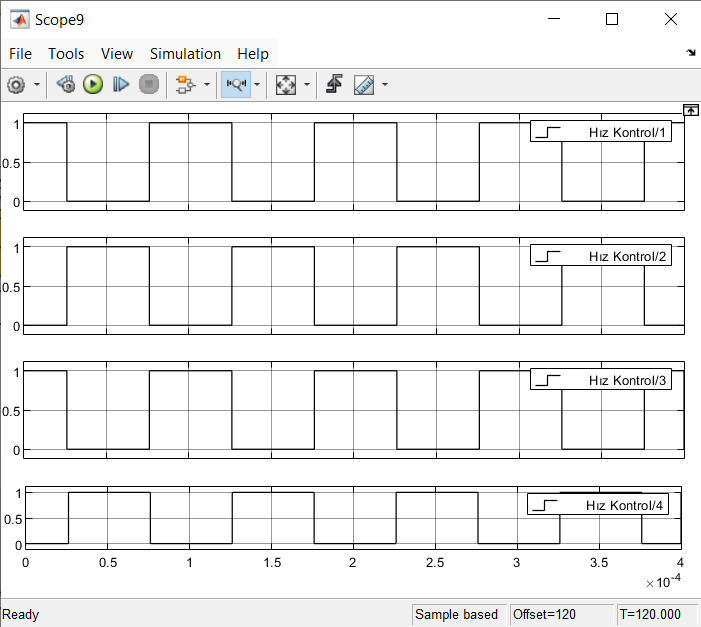 Scope9
File Tools View Simulation Help
1
0.5
0
Hız Kontrol/1
1
0.5
0
Hız Kontrol/2
1
0.5
0
Hız Kontrol/3
1
0.5
0
Hız Kontrol/4
0 0.5 1 1.5 2 2.5 3 3.5 4
×10⁻⁴
Ready Sample based Offset=120 T=120.000